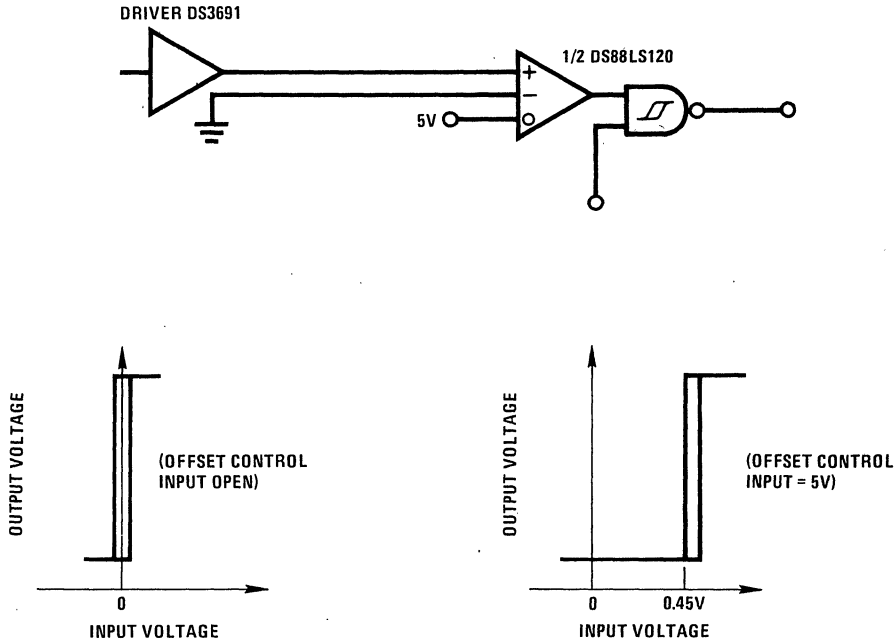 DRIVER DS3691
1/2 DS88LS120
+
−
5V
OUTPUT VOLTAGE
(OFFSET CONTROL
INPUT OPEN)
0
INPUT VOLTAGE
OUTPUT VOLTAGE
(OFFSET CONTROL
INPUT = 5V)
0
0.45V
INPUT VOLTAGE